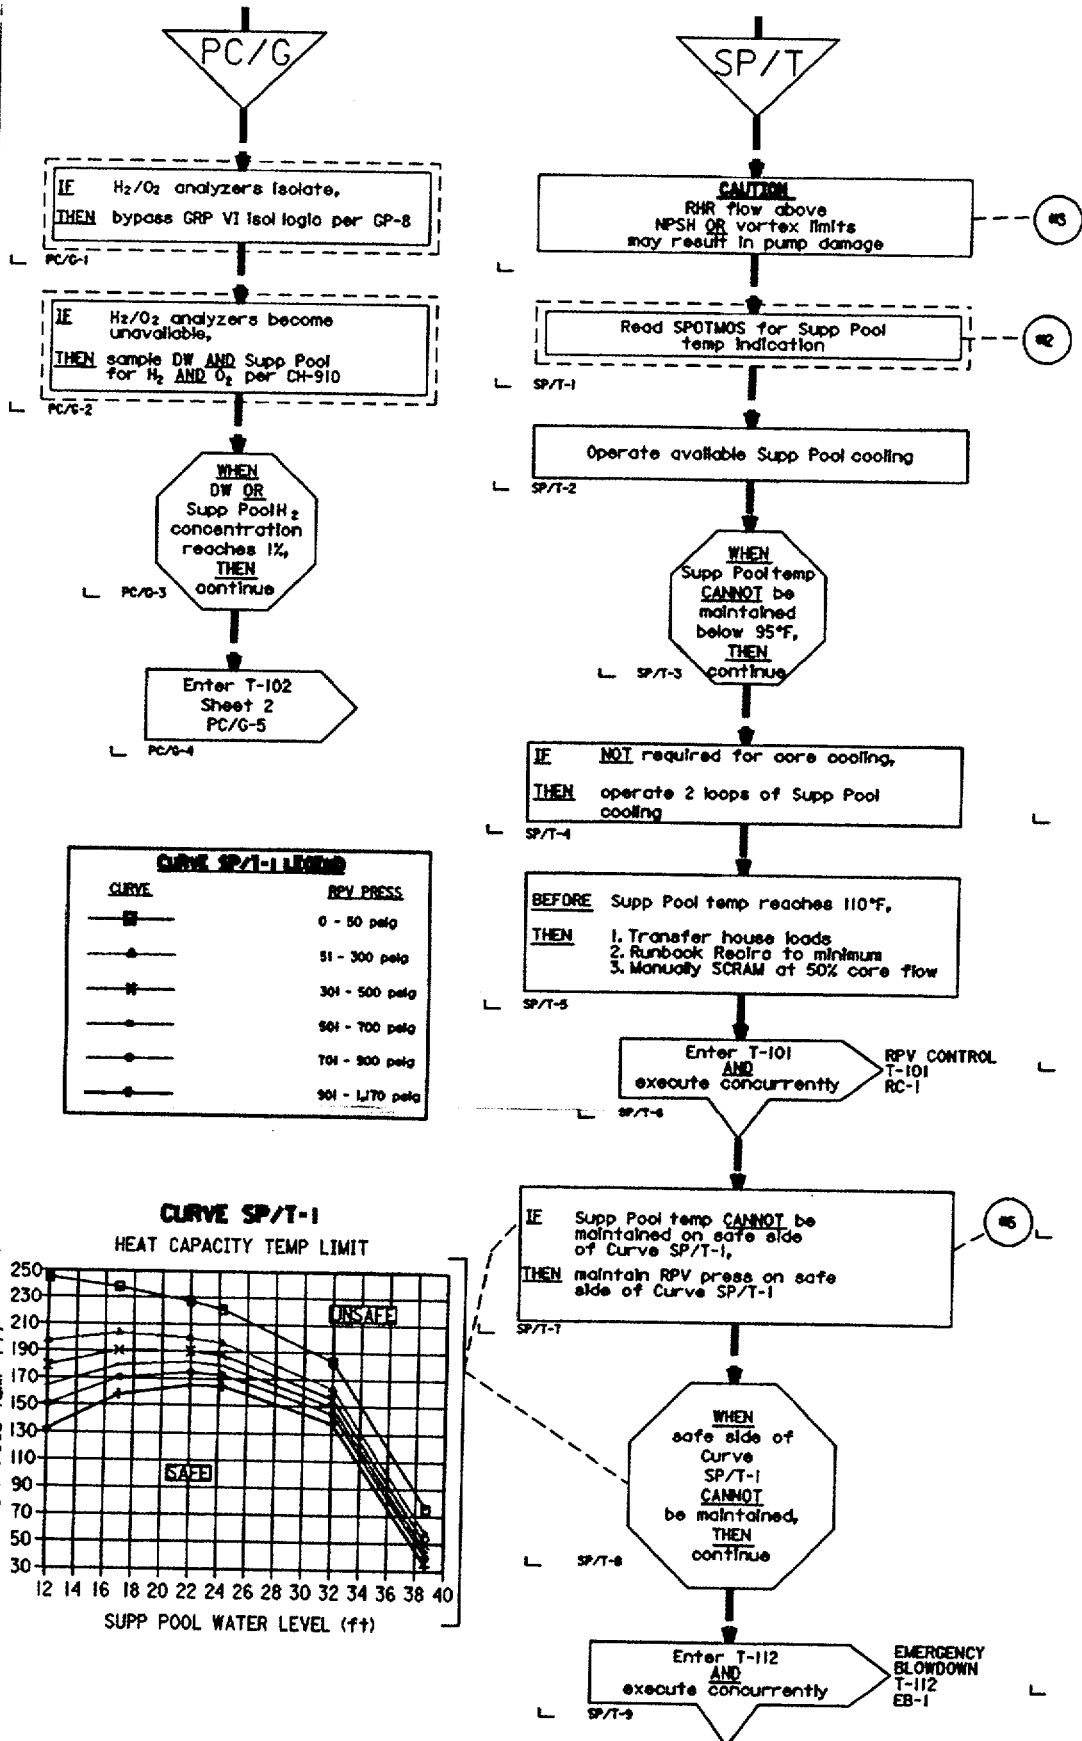 PC/G
IF H₂/O₂ analyzers isolate,
THEN bypass GRP VI isol logic per GP-8
PC/G-1
IF H₂/O₂ analyzers become
unavailable,
THEN sample DW AND Supp Pool
for H₂ AND O₂ per CH-910
PC/G-2
WHEN
DW OR
Supp Pool H₂
concentration
reaches 1%,
THEN
continue
PC/G-3
Enter T-102
Sheet 2
PC/G-5
PC/G-4
CURVE SP/T-1 LEGEND
CURVE RPV PRESS
0 - 50 psig
51 - 300 psig
301 - 500 psig
501 - 700 psig
701 - 900 psig
901 - 1,170 psig
CURVE SP/T-1
HEAT CAPACITY TEMP LIMIT
250
230
210
190
170
150
130
110
90
70
50
30
UNSAFE
SAFE
12 14 16 18 20 22 24 26 28 30 32 34 36 38 40
SUPP POOL WATER LEVEL (ft)
SP/T
CAUTION
RHR flow above
NPSH OR vortex limits
may result in pump damage
Read SPOTMOS for Supp Pool
temp indication
#2
SP/T-1
Operate available Supp Pool cooling
SP/T-2
WHEN
Supp Pool temp
CANNOT be
maintained
below 95°F,
THEN
continue
SP/T-3
IF NOT required for core cooling,
THEN operate 2 loops of Supp Pool
cooling
SP/T-4
BEFORE Supp Pool temp reaches 110°F,
THEN 1. Transfer house loads
2. Runback Recirc to minimum
3. Manually SCRAM at 50% core flow
SP/T-5
Enter T-101
AND
execute concurrently
RPV CONTROL
T-101
RC-1
SP/T-6
IF Supp Pool temp CANNOT be
maintained on safe side
of Curve SP/T-1,
THEN maintain RPV press on safe
side of Curve SP/T-1
SP/T-7
WHEN
safe side of
Curve
SP/T-1
CANNOT
be maintained,
THEN
continue
SP/T-8
Enter T-112
AND
execute concurrently
EMERGENCY
BLOWDOWN
T-112
EB-1
SP/T-9